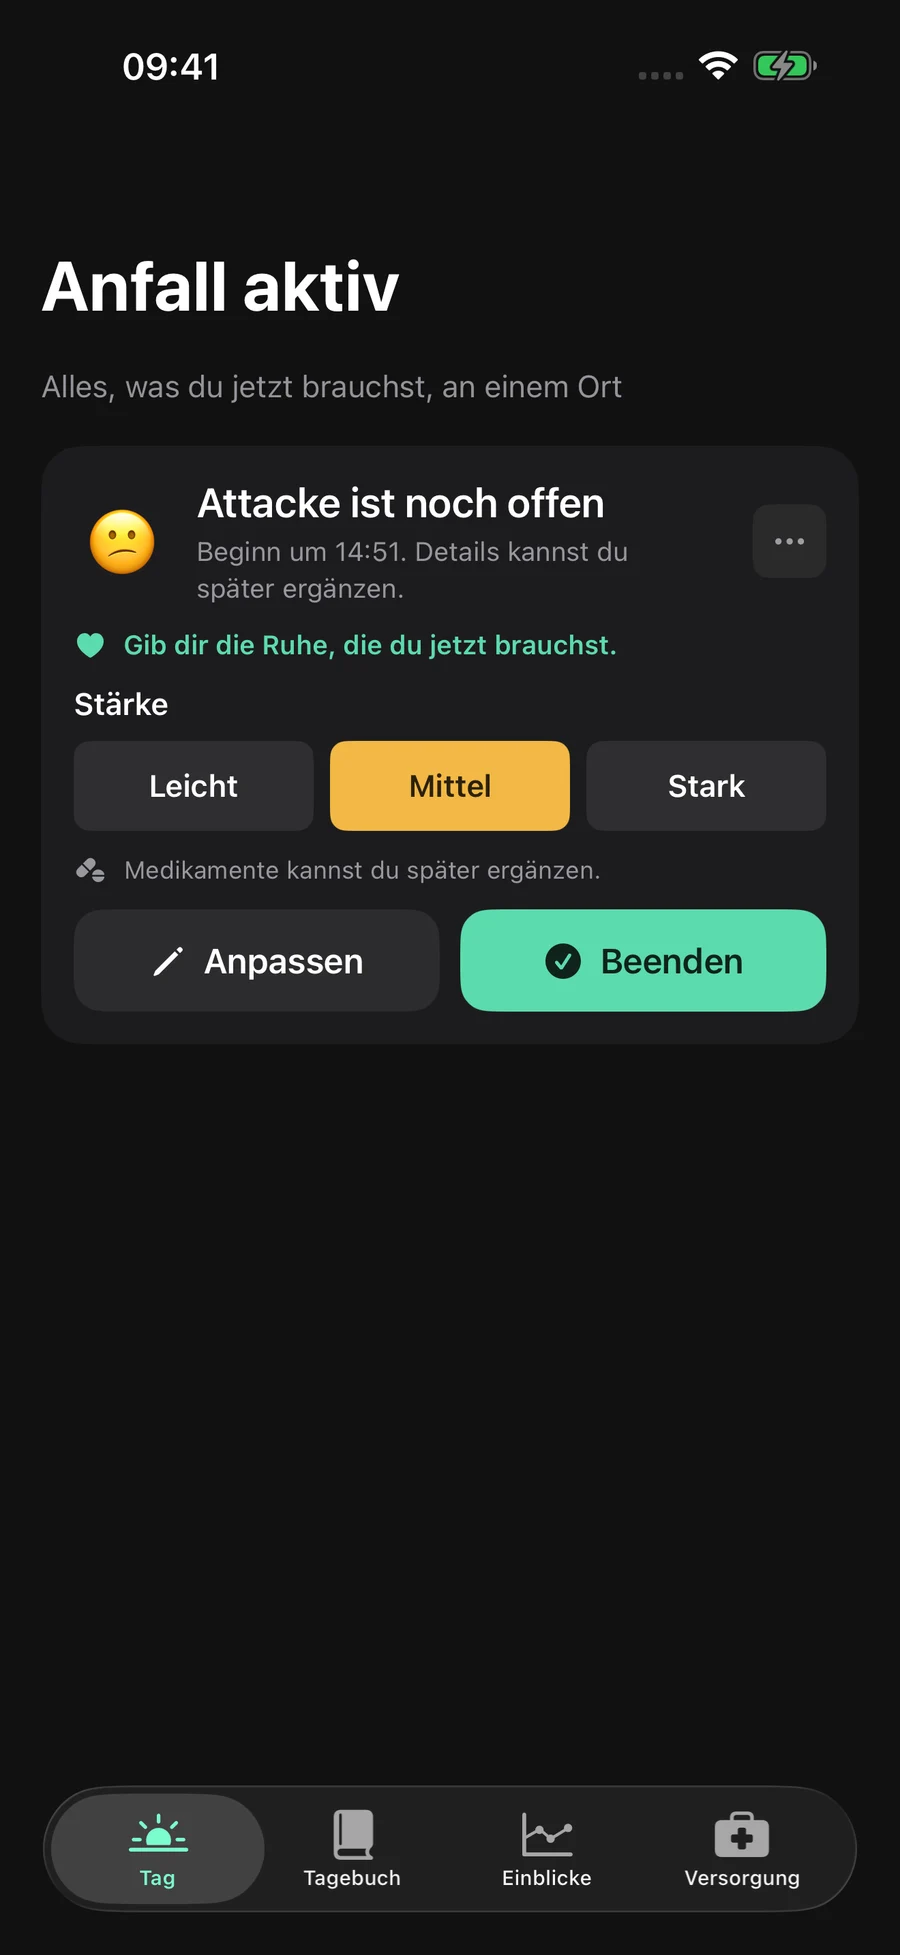 09:41
Anfall aktiv
Alles, was du jetzt brauchst, an einem Ort
Attacke ist noch offen
Beginn um 14:51. Details kannst du
später ergänzen.
Gib dir die Ruhe, die du jetzt brauchst.
Stärke
Leicht
Mittel
Stark
Medikamente kannst du später ergänzen.
Anpassen
Beenden
Tag
Tagebuch
Einblicke
Versorgung